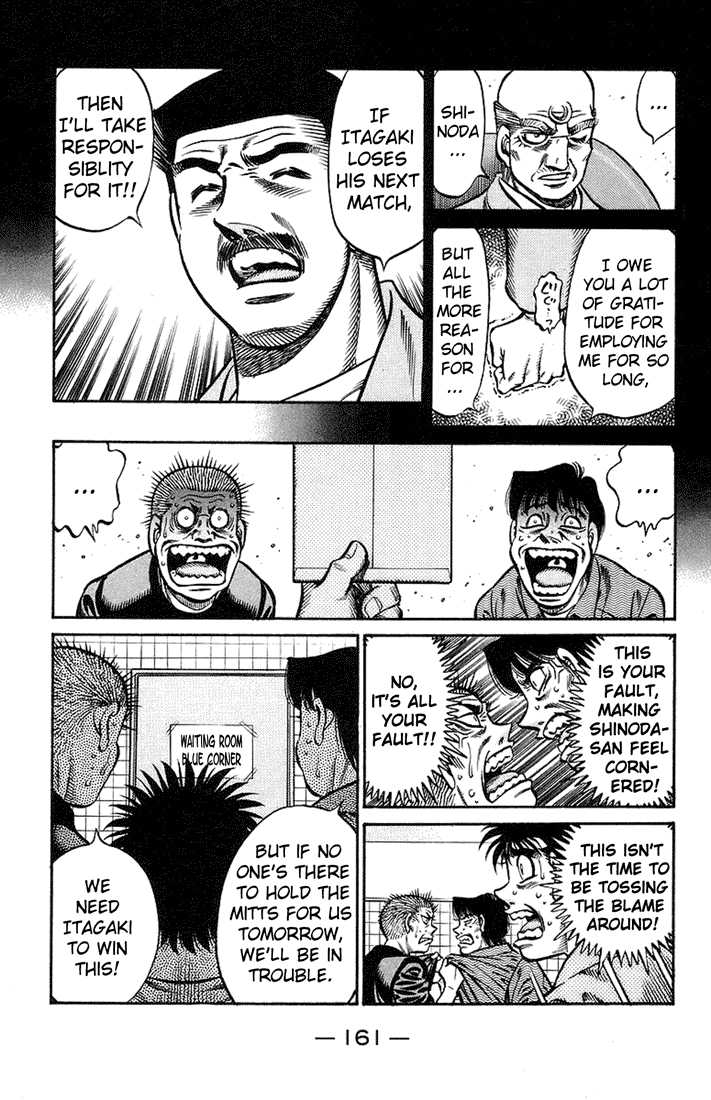 ...
SHI-
NODA
...
I OWE
YOU A LOT
OF GRATI-
TUDE FOR
EMPLOYING
ME FOR SO
LONG,
BUT
ALL
THE
MORE
REA-
SON
FOR
...
IF
ITAGAKI
LOSES
HIS NEXT
MATCH,
THEN
I'LL TAKE
RESPON-
SIBLITY
FOR IT!!
...
...
THIS
IS YOUR
FAULT,
MAKING
SHINODA-
SAN FEEL
CORN-
ERED!
NO,
IT'S ALL
YOUR
FAULT!!
THIS ISN'T
THE TIME TO
BE TOSSING
THE BLAME
AROUND!
WAITING ROOM
BLUE CORNER
BUT IF NO
ONE'S THERE
TO HOLD THE
MITTS FOR US
TOMORROW,
WE'LL BE IN
TROUBLE.
WE
NEED
ITAGAKI
TO WIN
THIS!
— 161 —